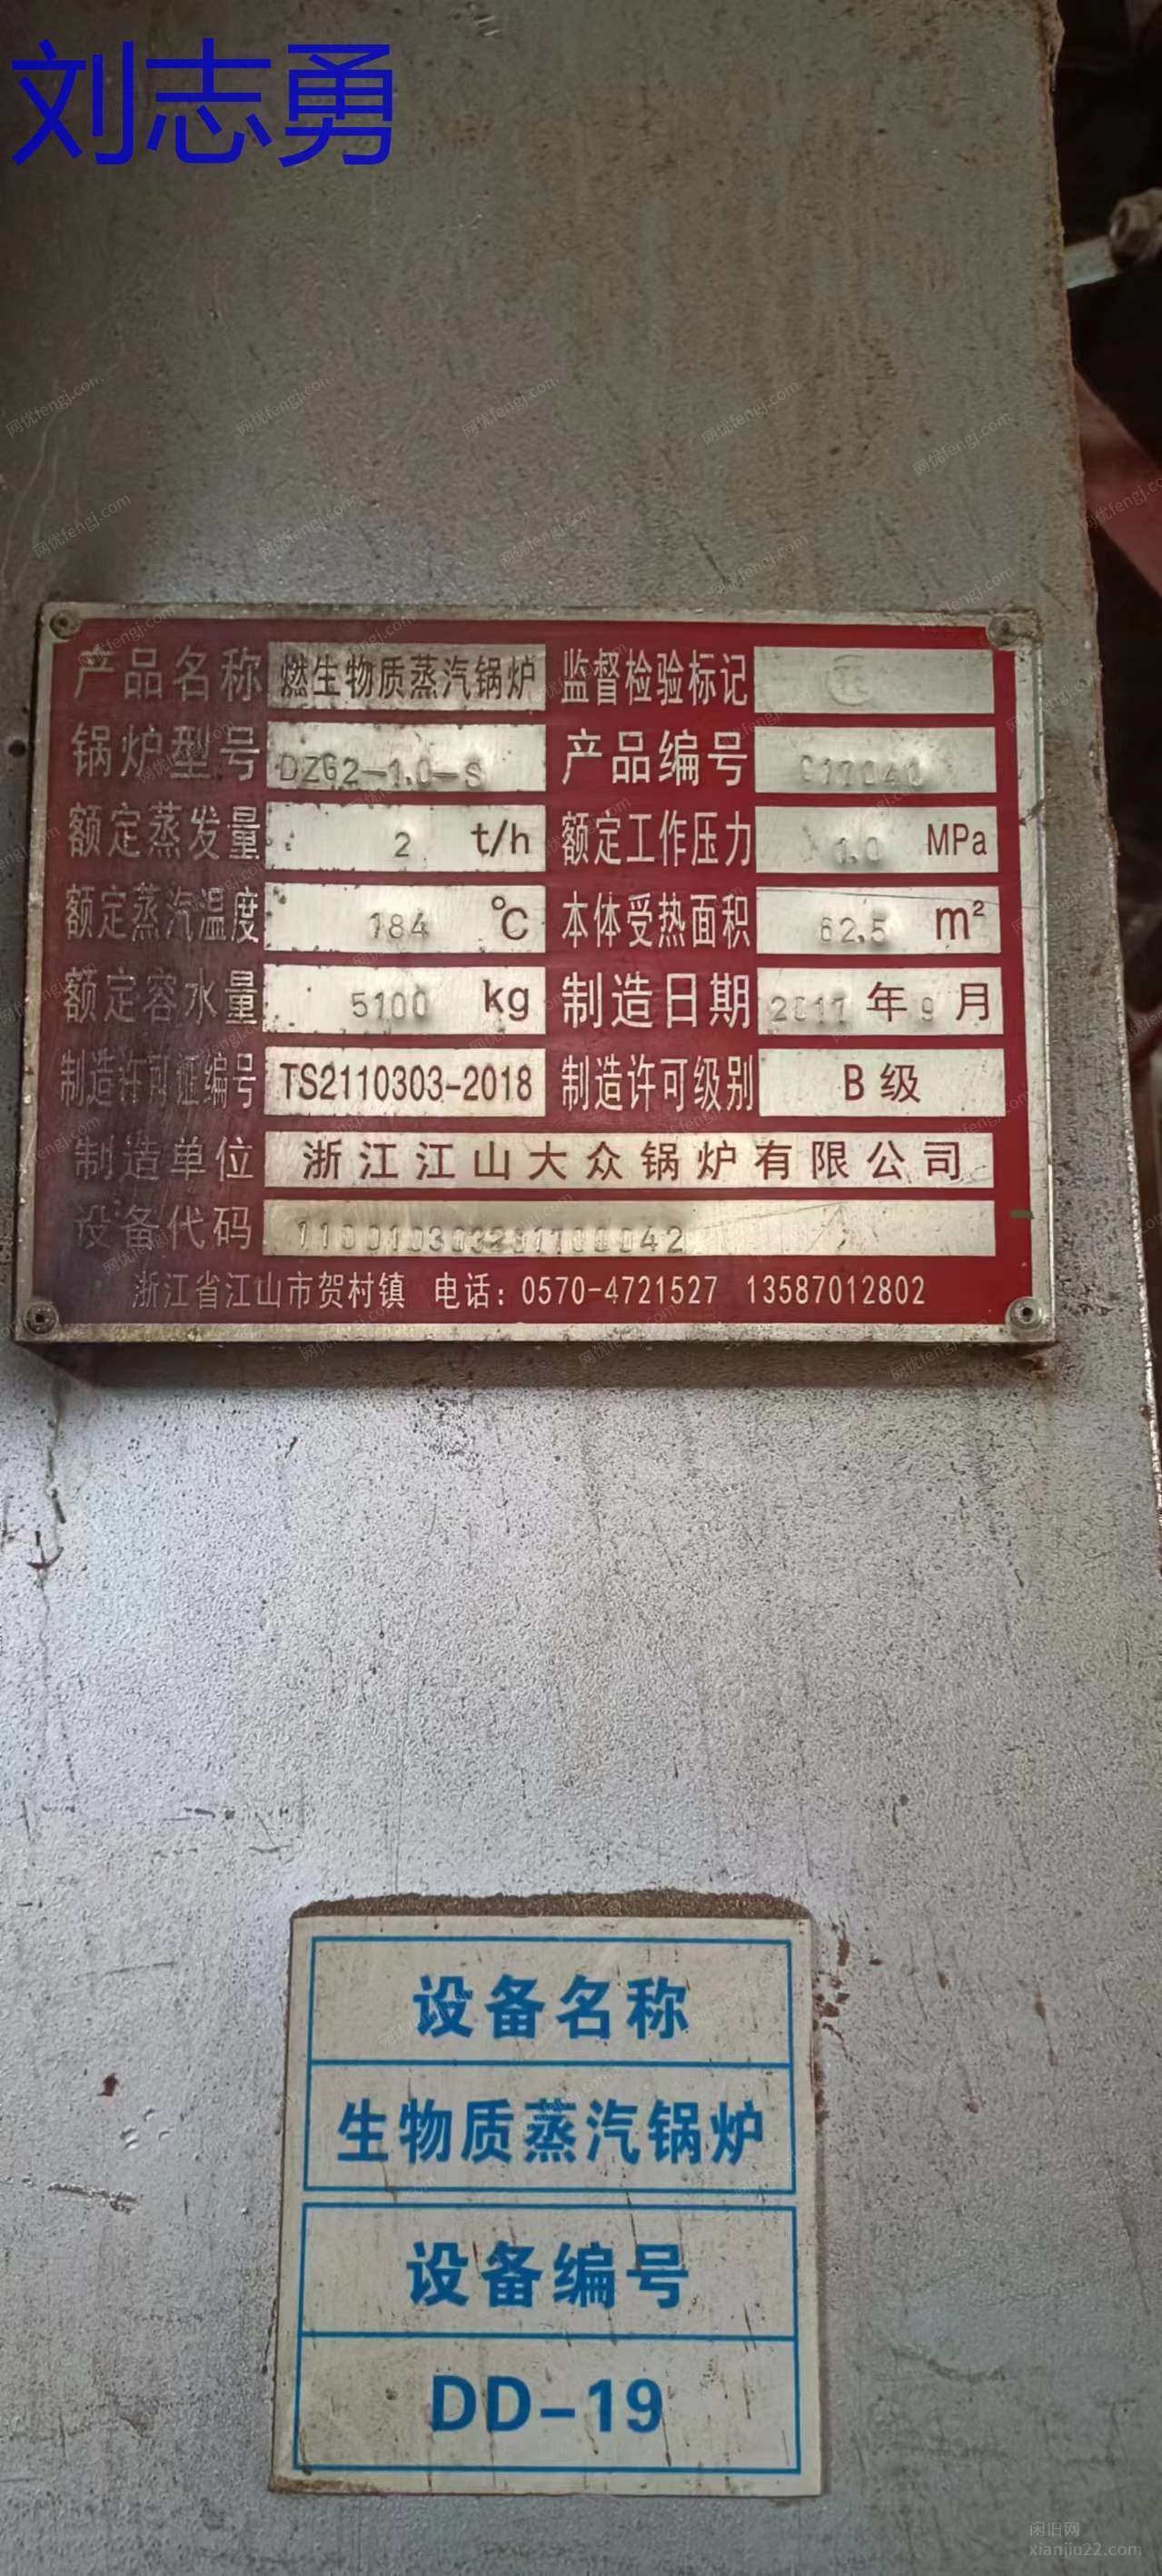 刘志勇
产品名称 燃生物质蒸汽锅炉 监督检验标记
锅炉型号 DZG2-1.0-S 产品编号
额定蒸发量 2 t/h 额定工作压力 1.0 MPa
额定蒸汽温度 184 ℃ 本体受热面积 62.5 m²
额定容水量 5100 kg 制造日期 2017 年 9 月
制造许可证编号 TS2110303-2018 制造许可级别 B 级
制造单位 浙江江山大众锅炉有限公司
设备代码
浙江省江山市贺村镇 电话: 0570-4721527 13587012802
设备名称
生物质蒸汽锅炉
设备编号
DD-19
闲旧网
xianjiu22.com